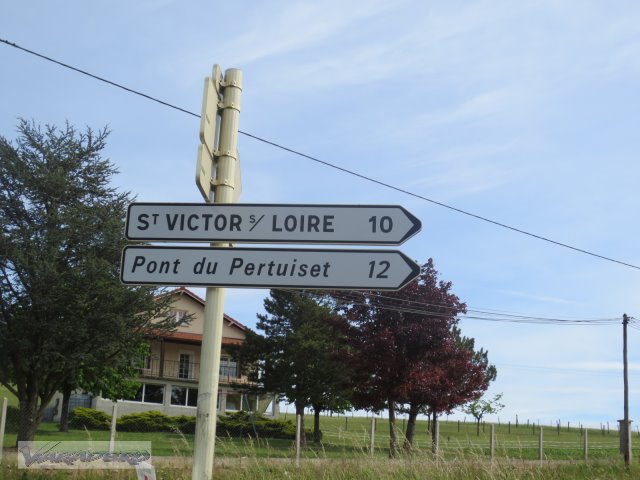 ST VICTOR S/ LOIRE 10
Pont du Pertuiset 12